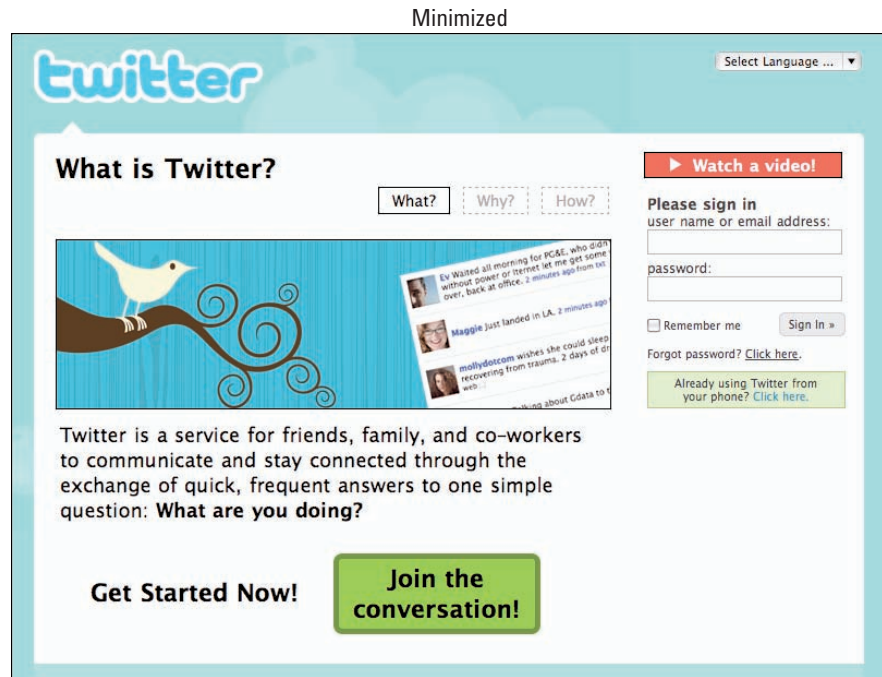 Minimized
twitter
Select Language ...
What is Twitter?
What?
Why?
How?
Ev Waited all morning for PG&E, who didn
without power or iternet let me get some
over, back at office. 2 minutes ago from txt
Maggie Just landed in LA. 2 minutes ago
mollydotcom wishes she could sleep
recovering from trauma. 2 days of dr
web
lking about Gdata to t
Twitter is a service for friends, family, and co-workers
to communicate and stay connected through the
exchange of quick, frequent answers to one simple
question: What are you doing?
Get Started Now!
Join the
conversation!
Watch a video!
Please sign in
user name or email address:
password:
Remember me
Sign In »
Forgot password? Click here.
Already using Twitter from
your phone? Click here.